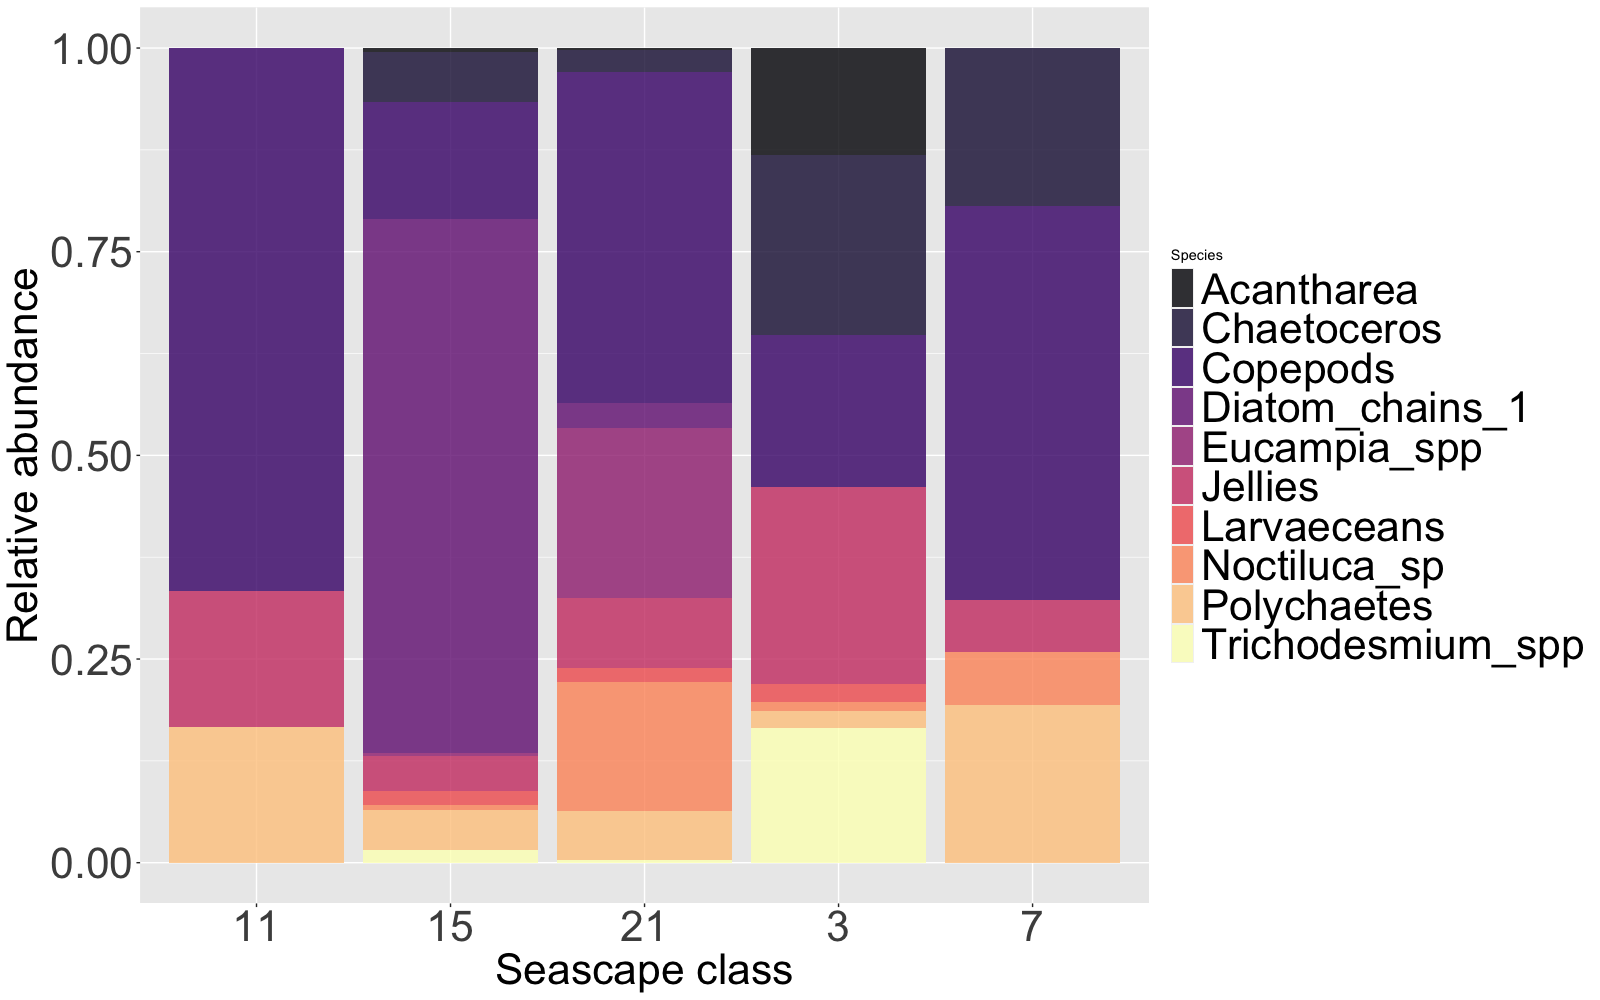 1.00
0.75
0.50
0.25
0.00
Relative abundance
11 15 21 3 7
Seascape class
Species
Acantharea
Chaetoceros
Copepods
Diatom_chains_1
Eucampia_spp
Jellies
Larvaeceans
Noctiluca_sp
Polychaetes
Trichodesmium_spp